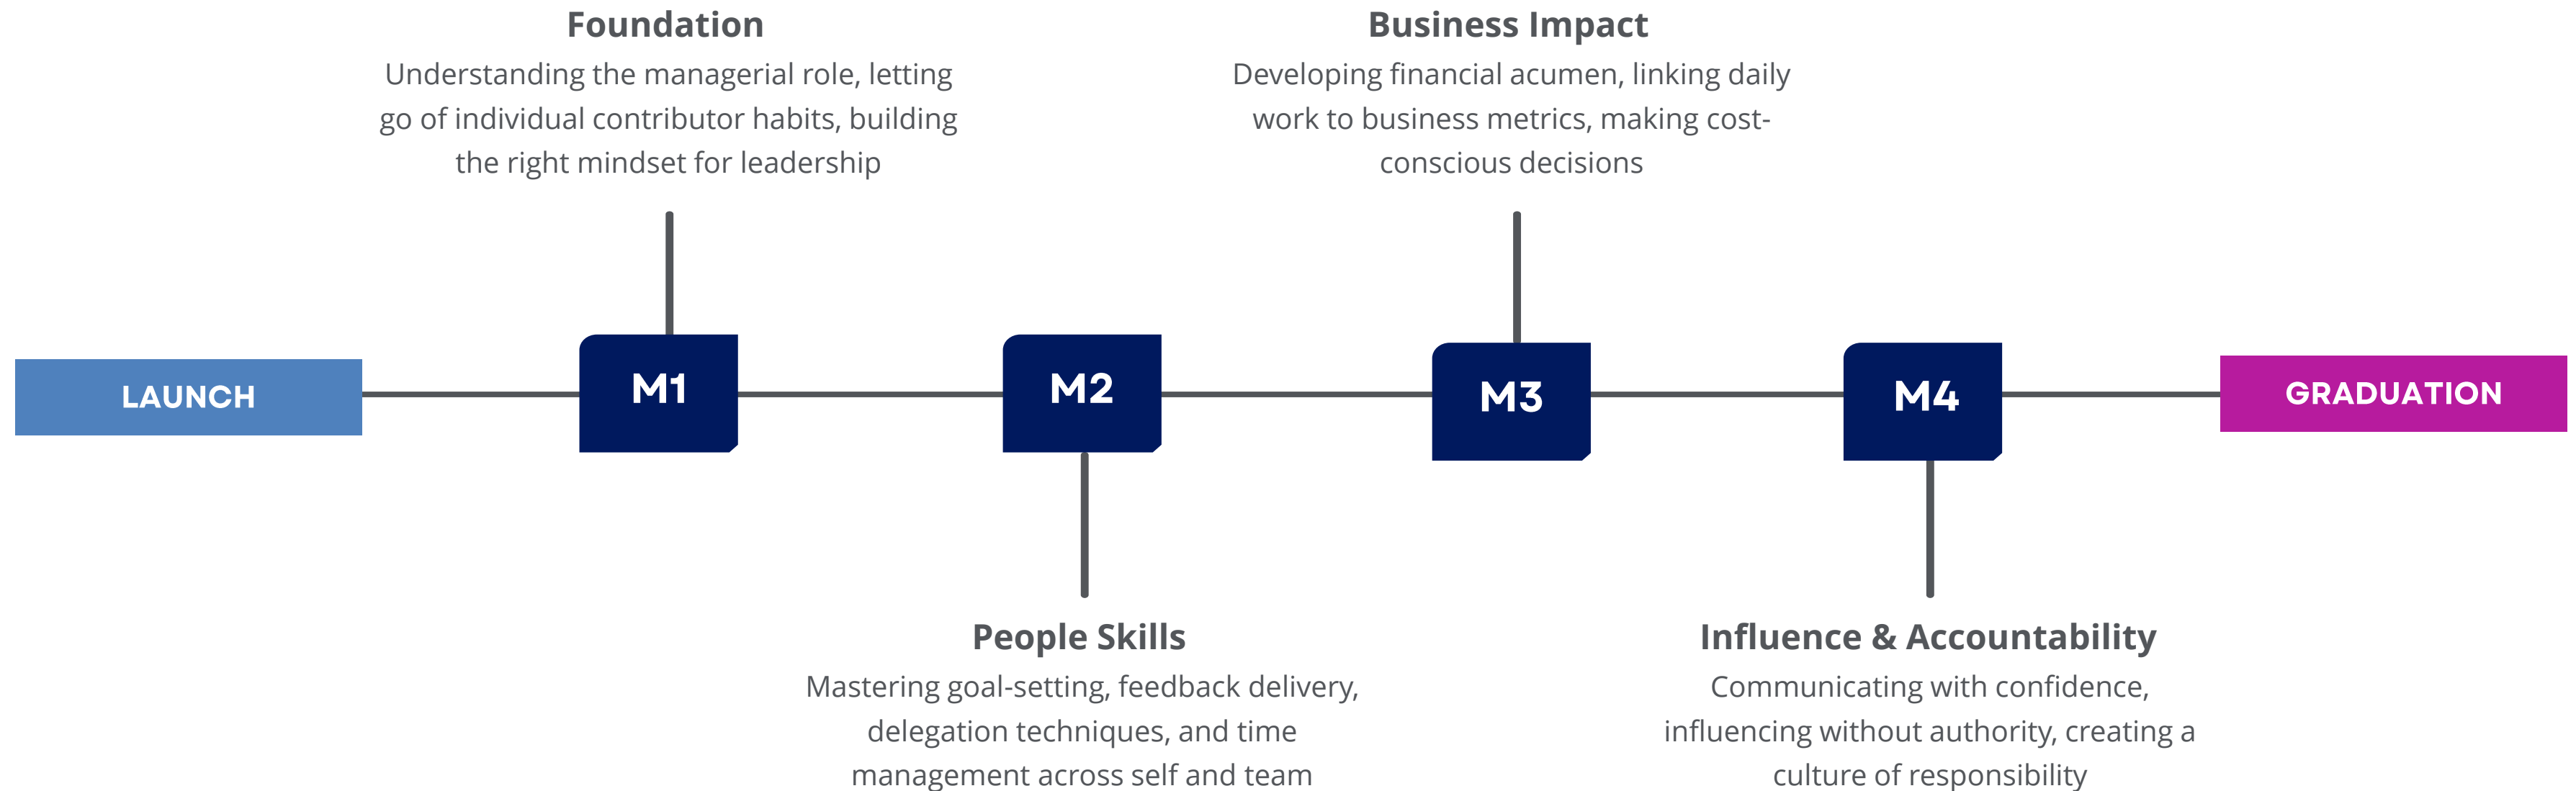 Foundation
Understanding the managerial role, letting
go of individual contributor habits, building
the right mindset for leadership
Business Impact
Developing financial acumen, linking daily
work to business metrics, making cost-
conscious decisions
LAUNCH
M1
M2
M3
M4
GRADUATION
People Skills
Mastering goal-setting, feedback delivery,
delegation techniques, and time
management across self and team
Influence & Accountability
Communicating with confidence,
influencing without authority, creating a
culture of responsibility